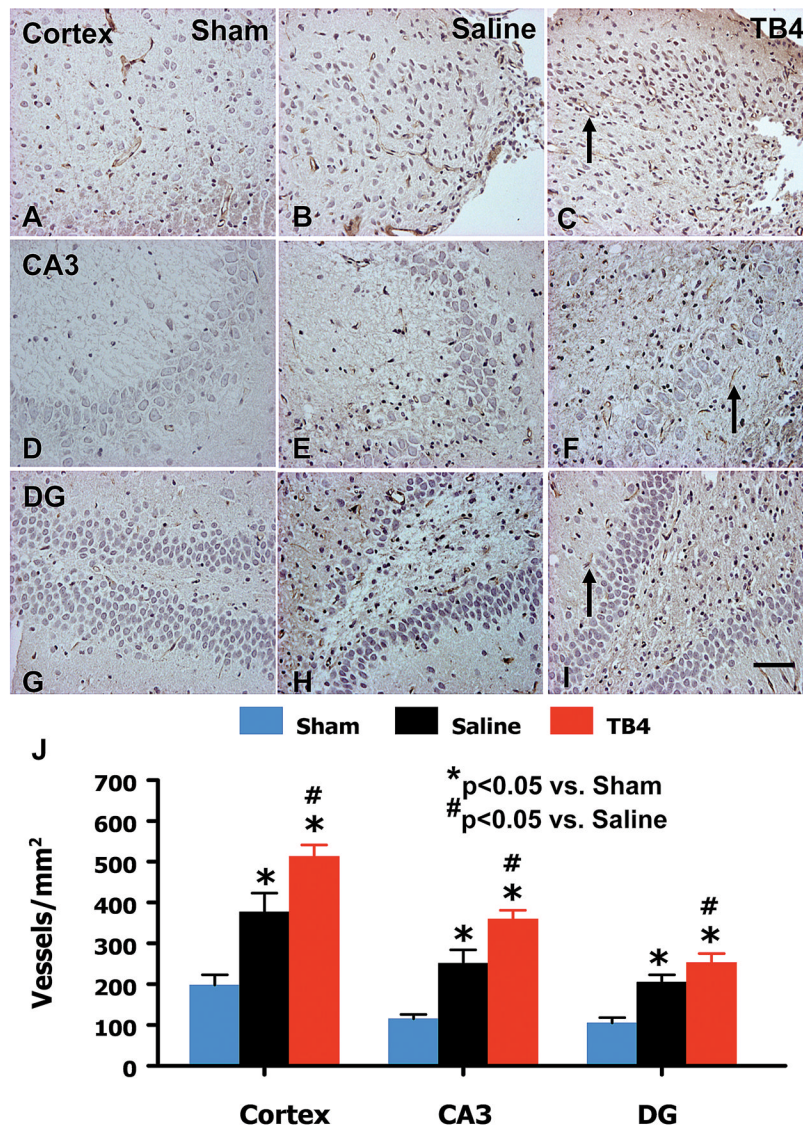 Cortex Sham Saline TB4
A B C
CA3
D E F
DG
G H I
Sham Saline TB4
J
*p<0.05 vs. Sham
#p<0.05 vs. Saline
Vessels/mm²
700
600
500
400
300
200
100
0
# * *
# * *
# * *
Cortex CA3 DG